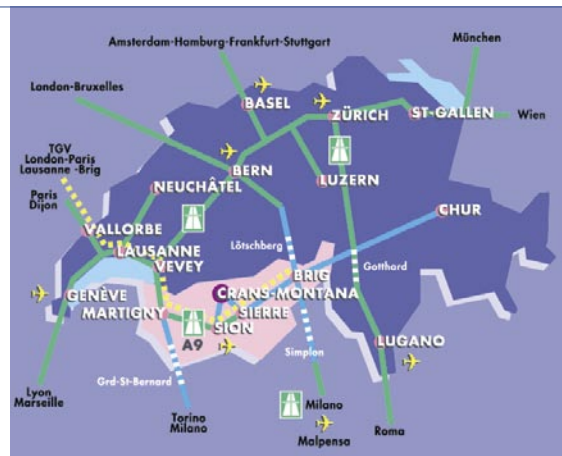 München
Amsterdam-Homburg-Frankfurt-Stuttgart
London-Bruxelles
BASEL
ZÜRICH
ST-GALLEN
Wien
TGV
London-Paris
Lausanne -Brig
BERN
NEUCHÂTEL
LUZERN
Paris
Dijon
CHUR
VALLORBE
LAUSANNE
Lötschberg
VEVEY
BRIG
Gotthard
GENÈVE
CRANS-MONTANA
MARTIGNY
SIERRE
SION
A9
LUGANO
Simplon
Grd-St-Bernard
Lyon
Marseille
Torino
Milano
Milano
Malpensa
Roma